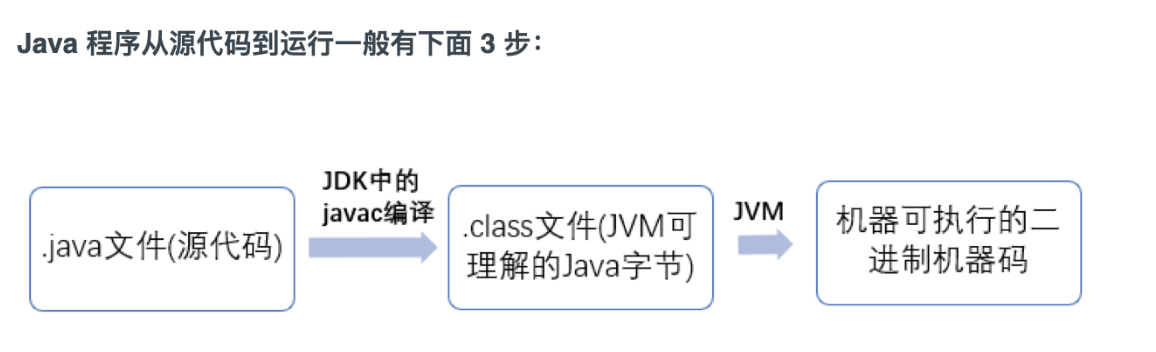 Java 程序从源代码到运行一般有下面 3 步：
.java文件(源代码)
JDK中的
javac编译
.class文件(JVM可
理解的Java字节)
JVM
机器可执行的二
进制机器码